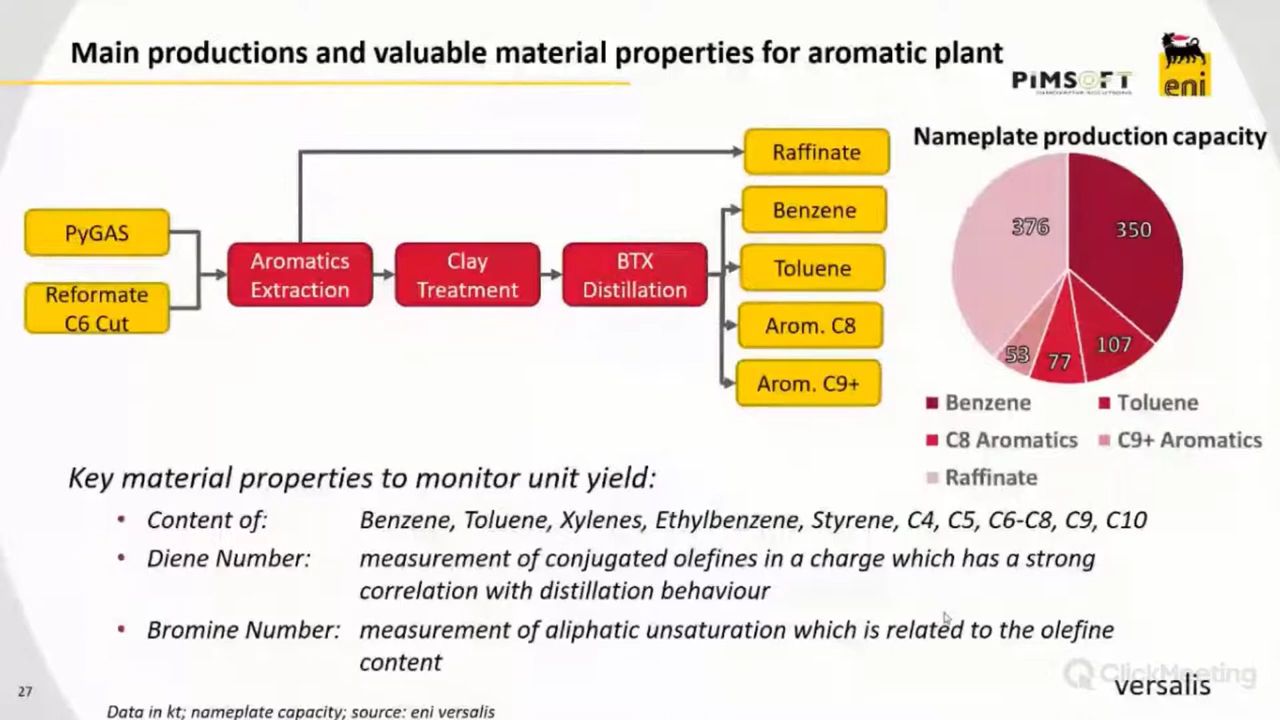 Main productions and valuable material properties for aromatic plant
PiMSOFT
eni
Nameplate production capacity
Raffinate
Benzene
PyGAS
Aromatics
Extraction
Clay
Treatment
BTX
Distillation
Toluene
Reformate
C6 Cut
Arom. C8
Arom. C9+
376
350
53
77
107
Benzene
Toluene
C8 Aromatics
C9+ Aromatics
Raffinate
Key material properties to monitor unit yield:
• Content of: Benzene, Toluene, Xylenes, Ethylbenzene, Styrene, C4, C5, C6-C8, C9, C10
• Diene Number: measurement of conjugated olefines in a charge which has a strong
correlation with distillation behaviour
• Bromine Number: measurement of aliphatic unsaturation which is related to the olefine
content
ClickMeeting
versalis
27
Data in kt; nameplate capacity; source: eni versalis